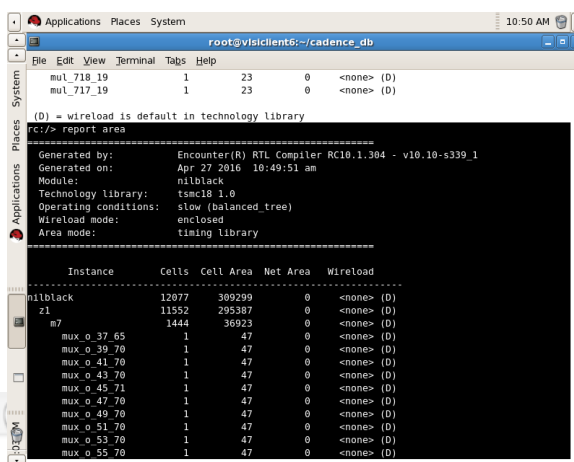 Applications Places System 10:50 AM
root@vlsiclient6:~/cadence_db
File Edit View Terminal Tabs Help
mul_718_19 1 23 0 <none> (D)
mul_717_19 1 23 0 <none> (D)
(D) = wireload is default in technology library
rc:/> report area
============================================================
Generated by: Encounter(R) RTL Compiler RC10.1.304 - v10.10-s339_1
Generated on: Apr 27 2016 10:49:51 am
Module: nilblack
Technology library: tsmc18 1.0
Operating conditions: slow (balanced_tree)
Wireload mode: enclosed
Area mode: timing library
============================================================
Instance Cells Cell Area Net Area Wireload
------------------------------------------------------------
nilblack 12077 309299 0 <none> (D)
z1 11552 295387 0 <none> (D)
m7 1444 36923 0 <none> (D)
mux_o_37_65 1 47 0 <none> (D)
mux_o_39_70 1 47 0 <none> (D)
mux_o_41_70 1 47 0 <none> (D)
mux_o_43_70 1 47 0 <none> (D)
mux_o_45_71 1 47 0 <none> (D)
mux_o_47_70 1 47 0 <none> (D)
mux_o_49_70 1 47 0 <none> (D)
mux_o_51_70 1 47 0 <none> (D)
mux_o_53_70 1 47 0 <none> (D)
mux_o_55_70 1 47 0 <none> (D)
Applications Places System